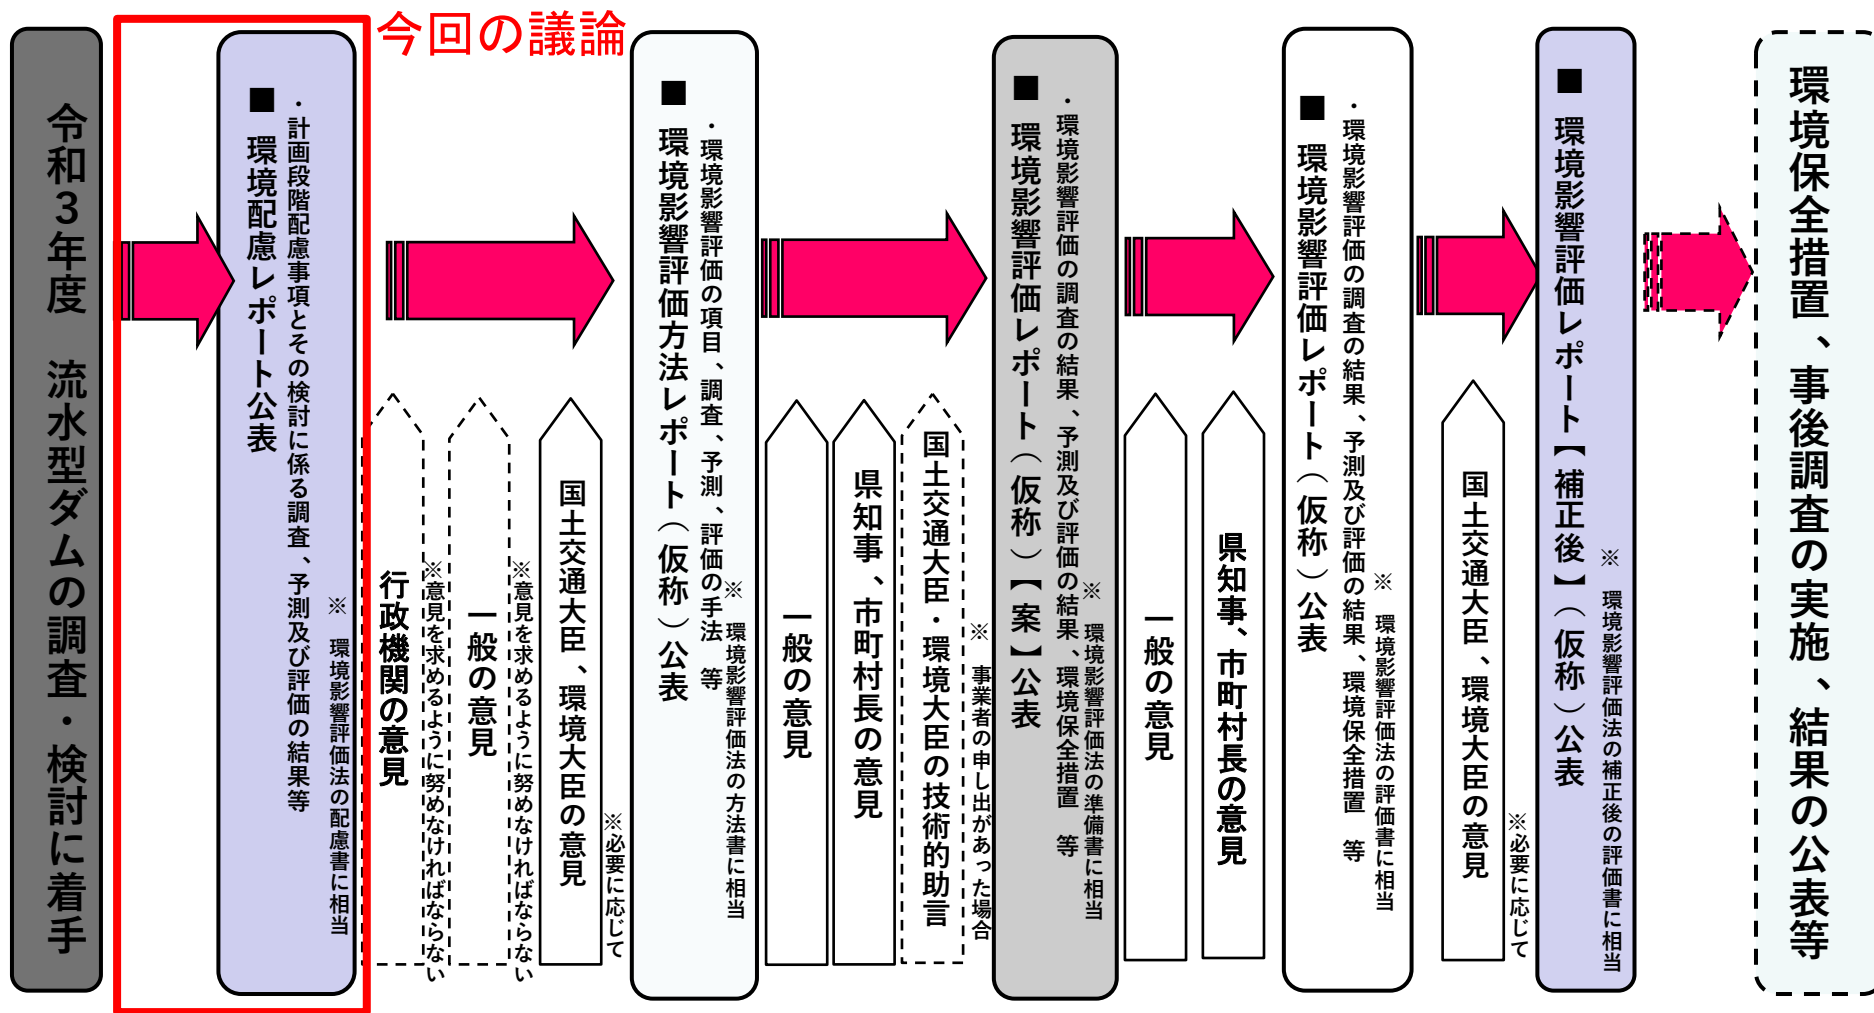 今回の議論
令和3年度　流水型ダムの調査・検討に着手
■ 環境配慮レポート公表
・計画段階配慮事項とその検討に係る調査、予測及び評価の結果等
※ 環境影響評価法の配慮書に相当
行政機関の意見
※意見を求めるように努めなければならない
一般の意見
※意見を求めるように努めなければならない
国土交通大臣、環境大臣の意見
※必要に応じて
■ 環境影響評価方法レポート（仮称）公表
・環境影響評価の項目、調査、予測、評価の手法　等
※ 環境影響評価法の方法書に相当
一般の意見
県知事、市町村長の意見
国土交通大臣・環境大臣の技術的助言
※ 事業者の申し出があった場合
■ 環境影響評価レポート（仮称）【案】公表
・環境影響評価の調査の結果、予測及び評価の結果、環境保全措置　等
※ 環境影響評価法の準備書に相当
一般の意見
県知事、市町村長の意見
■ 環境影響評価レポート（仮称）公表
・環境影響評価の調査の結果、予測及び評価の結果、環境保全措置　等
※ 環境影響評価法の評価書に相当
国土交通大臣、環境大臣の意見
※必要に応じて
■ 環境影響評価レポート【補正後】（仮称）公表
※ 環境影響評価法の補正後の評価書に相当
環境保全措置、事後調査の実施、結果の公表等